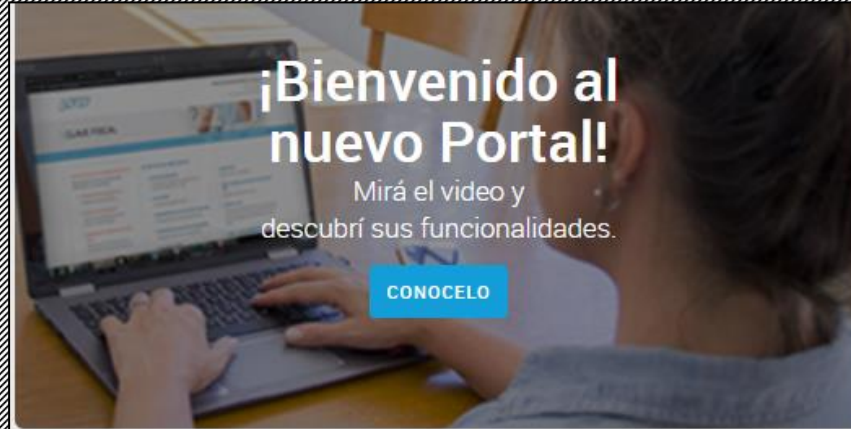 ¡Bienvenido al
nuevo Portal!
Mirá el video y
descubrí sus funcionalidades.
CONOCELO